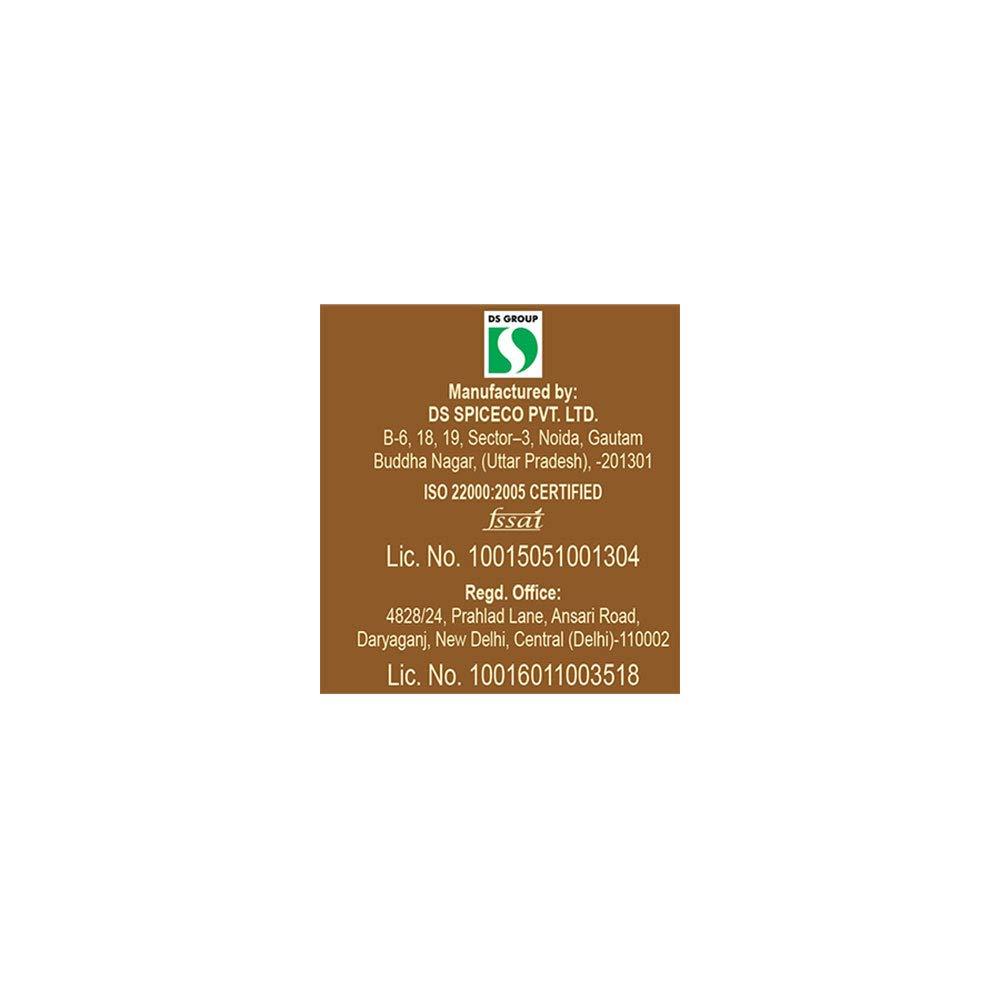 DS GROUP
Manufactured by:
DS SPICECO PVT. LTD.
B-6, 18, 19, Sector–3, Noida, Gautam
Buddha Nagar, (Uttar Pradesh), -201301
ISO 22000:2005 CERTIFIED
fssai
Lic. No. 10015051001304
Regd. Office:
4828/24, Prahlad Lane, Ansari Road,
Daryaganj, New Delhi, Central (Delhi)-110002
Lic. No. 10016011003518